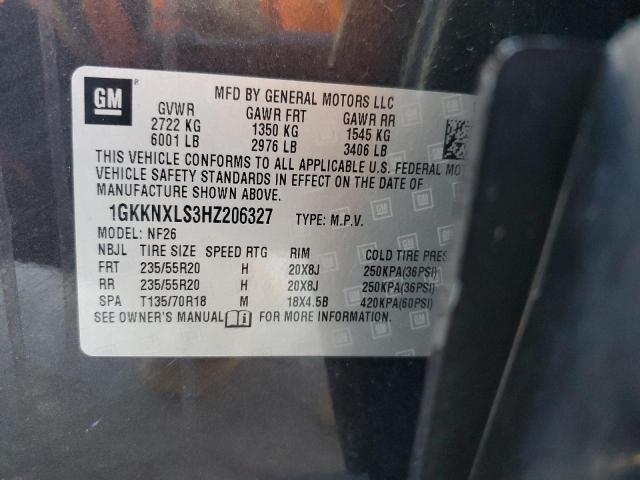 GM
®
MFD BY GENERAL MOTORS LLC
GVWR GAWR FRT GAWR RR
2722 KG 1350 KG 1545 KG
6001 LB 2976 LB 3406 LB
THIS VEHICLE CONFORMS TO ALL APPLICABLE U.S. FEDERAL MO
VEHICLE SAFETY STANDARDS IN EFFECT ON THE DATE OF
MANUFACTURE SHOWN ABOVE.
1GKKNXLS3HZ206327 TYPE: M.P.V.
MODEL: NF26
NBJL TIRE SIZE SPEED RTG RIM COLD TIRE PRES
FRT 235/55R20 H 20X8J 250KPA(36PSI)
RR 235/55R20 H 20X8J 250KPA(36PSI)
SPA T135/70R18 M 18X4.5B 420KPA(60PSI)
SEE OWNER'S MANUAL FOR MORE INFORMATION.